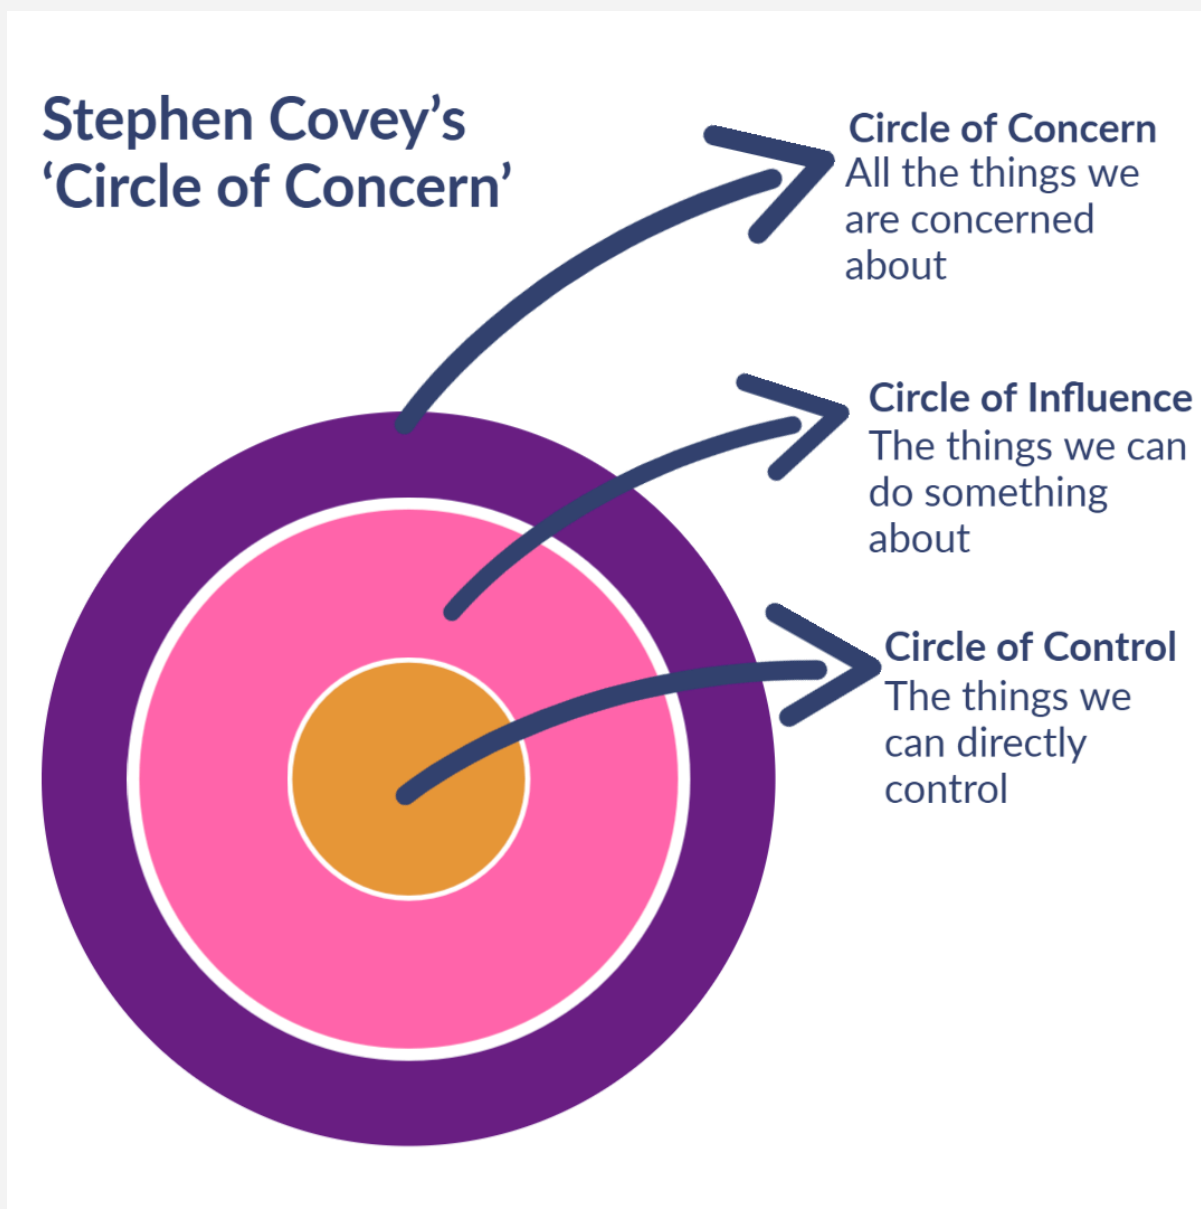 Stephen Covey’s
‘Circle of Concern’
Circle of Concern
All the things we
are concerned
about
Circle of Influence
The things we can
do something
about
Circle of Control
The things we
can directly
control